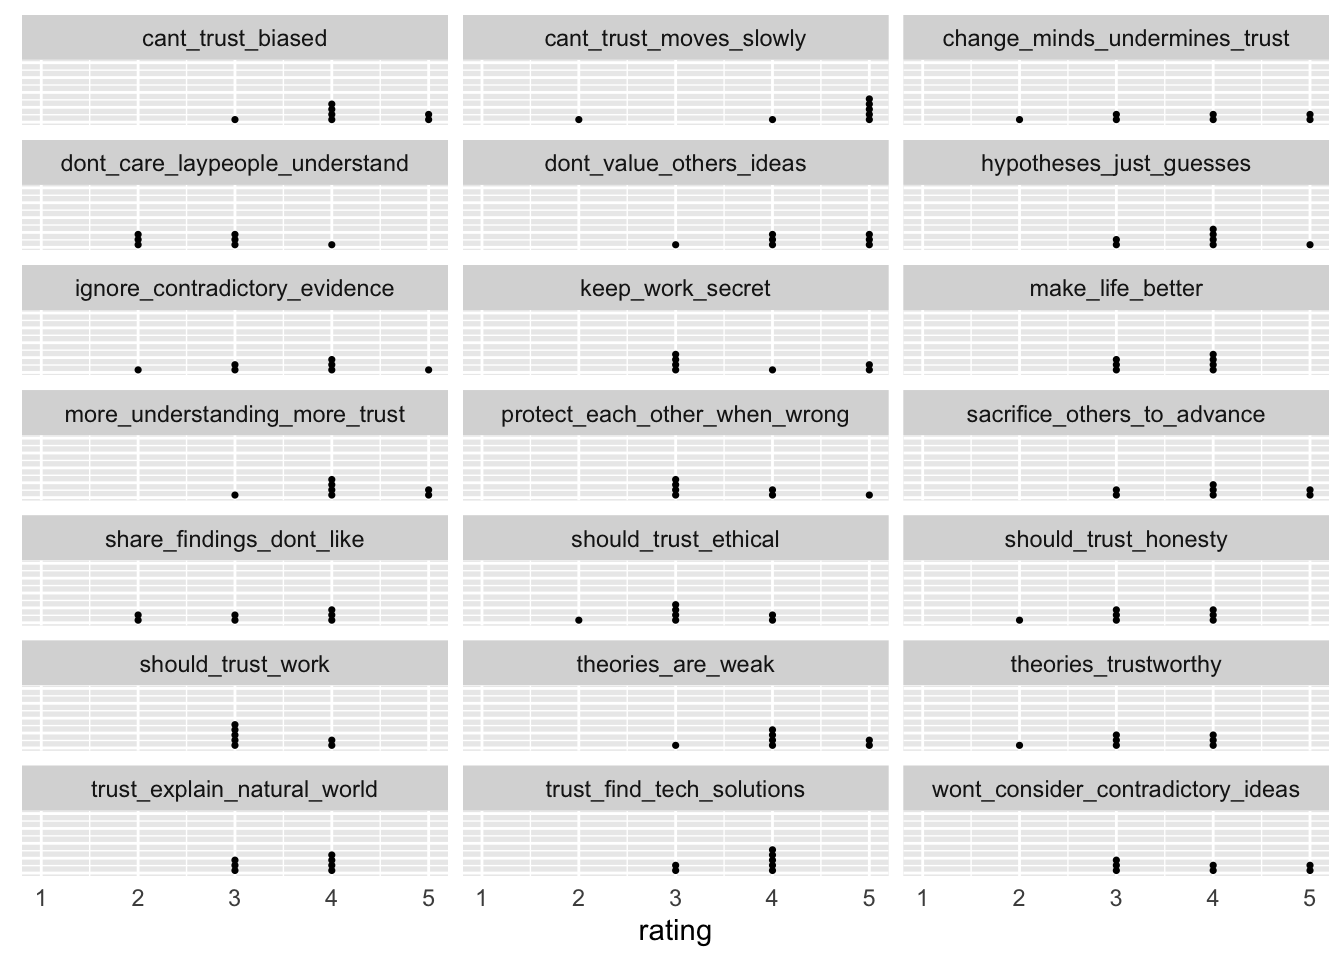 cant_trust_biased
cant_trust_moves_slowly
change_minds_undermines_trust
dont_care_laypeople_understand
dont_value_others_ideas
hypotheses_just_guesses
ignore_contradictory_evidence
keep_work_secret
make_life_better
more_understanding_more_trust
protect_each_other_when_wrong
sacrifice_others_to_advance
share_findings_dont_like
should_trust_ethical
should_trust_honesty
should_trust_work
theories_are_weak
theories_trustworthy
trust_explain_natural_world
trust_find_tech_solutions
wont_consider_contradictory_ideas
1 2 3 4 5
1 2 3 4 5
1 2 3 4 5
rating